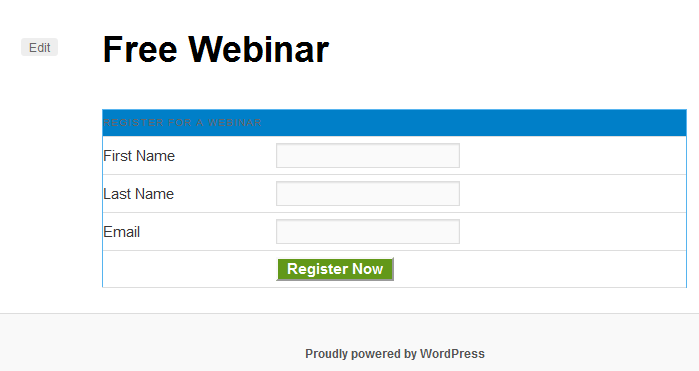 Edit
Free Webinar
REGISTER FOR A WEBINAR
First Name
Last Name
Email
Register Now
Proudly powered by WordPress